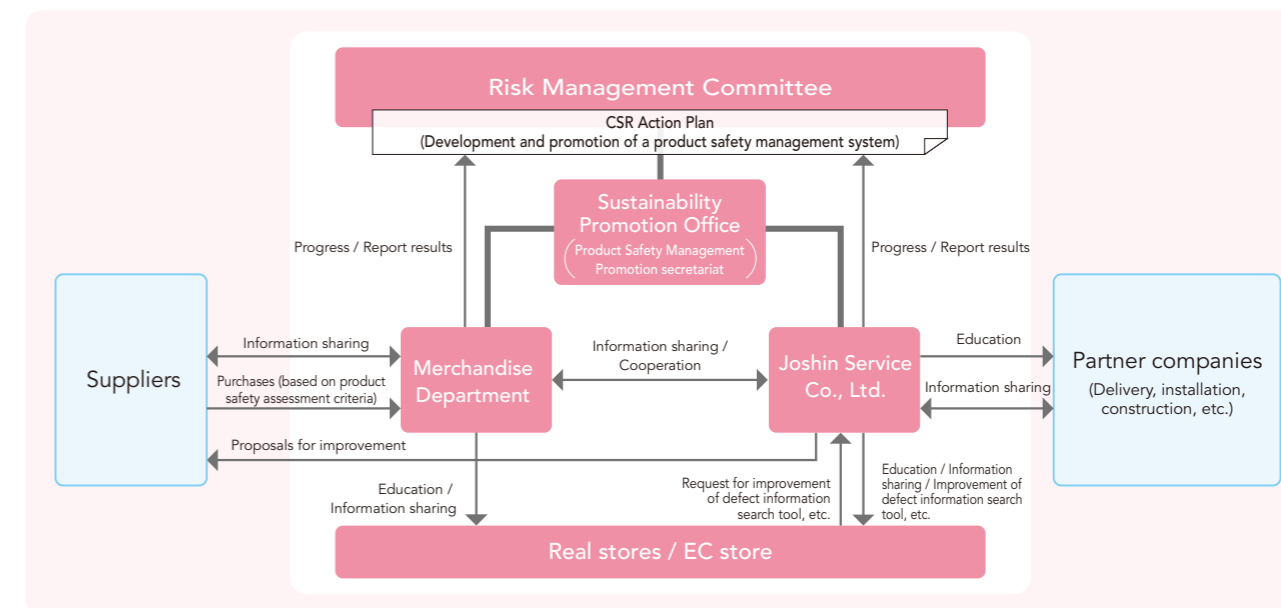 Risk Management Committee
CSR Action Plan
(Development and promotion of a product safety management system)
Sustainability
Promotion Office
(Product Safety Management
Promotion secretariat)
Progress / Report results
Progress / Report results
Suppliers
Information sharing
Purchases (based on product
safety assessment criteria)
Proposals for improvement
Merchandise
Department
Information sharing /
Cooperation
Joshin Service
Co., Ltd.
Education
Information sharing
Partner companies
(Delivery, installation,
construction, etc.)
Education /
Information sharing
Request for improvement
of defect information
search tool, etc.
Education / Information
sharing / Improvement of
defect information search
tool, etc.
Real stores / EC store